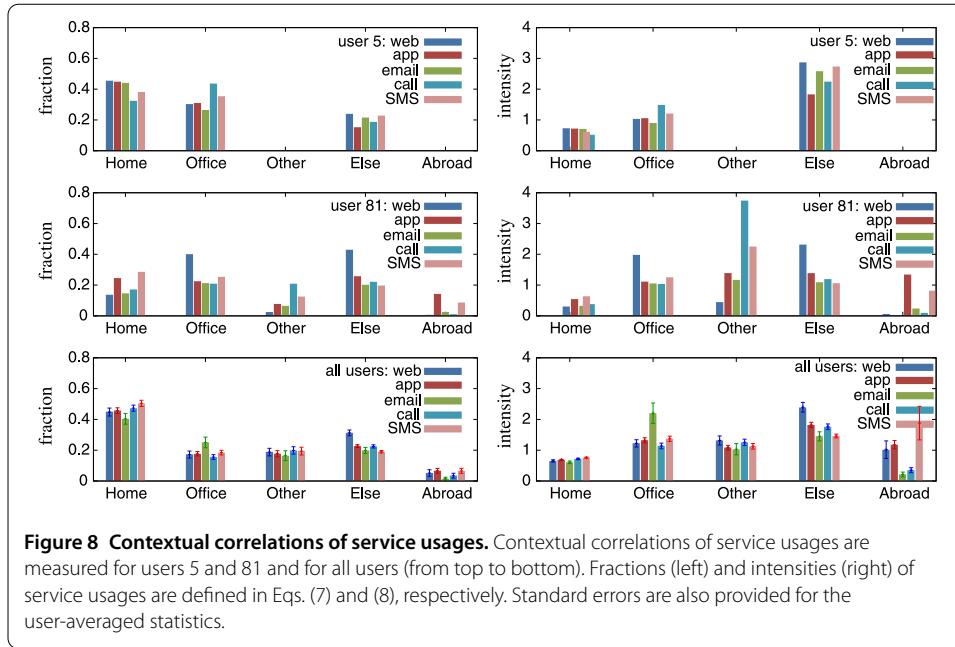 0.8
0.6
0.4
0.2
0
fraction
user 5: web
app
email
call
SMS
Home Office Other Else Abroad
4
3
2
1
0
intensity
user 5: web
app
email
call
SMS
Home Office Other Else Abroad
0.8
0.6
0.4
0.2
0
fraction
user 81: web
app
email
call
SMS
Home Office Other Else Abroad
4
3
2
1
0
intensity
user 81: web
app
email
call
SMS
Home Office Other Else Abroad
0.8
0.6
0.4
0.2
0
fraction
all users: web
app
email
call
SMS
Home Office Other Else Abroad
4
3
2
1
0
intensity
all users: web
app
email
call
SMS
Home Office Other Else Abroad
Figure 8 Contextual correlations of service usages. Contextual correlations of service usages are
measured for users 5 and 81 and for all users (from top to bottom). Fractions (left) and intensities (right) of
service usages are defined in Eqs. (7) and (8), respectively. Standard errors are also provided for the
user-averaged statistics.